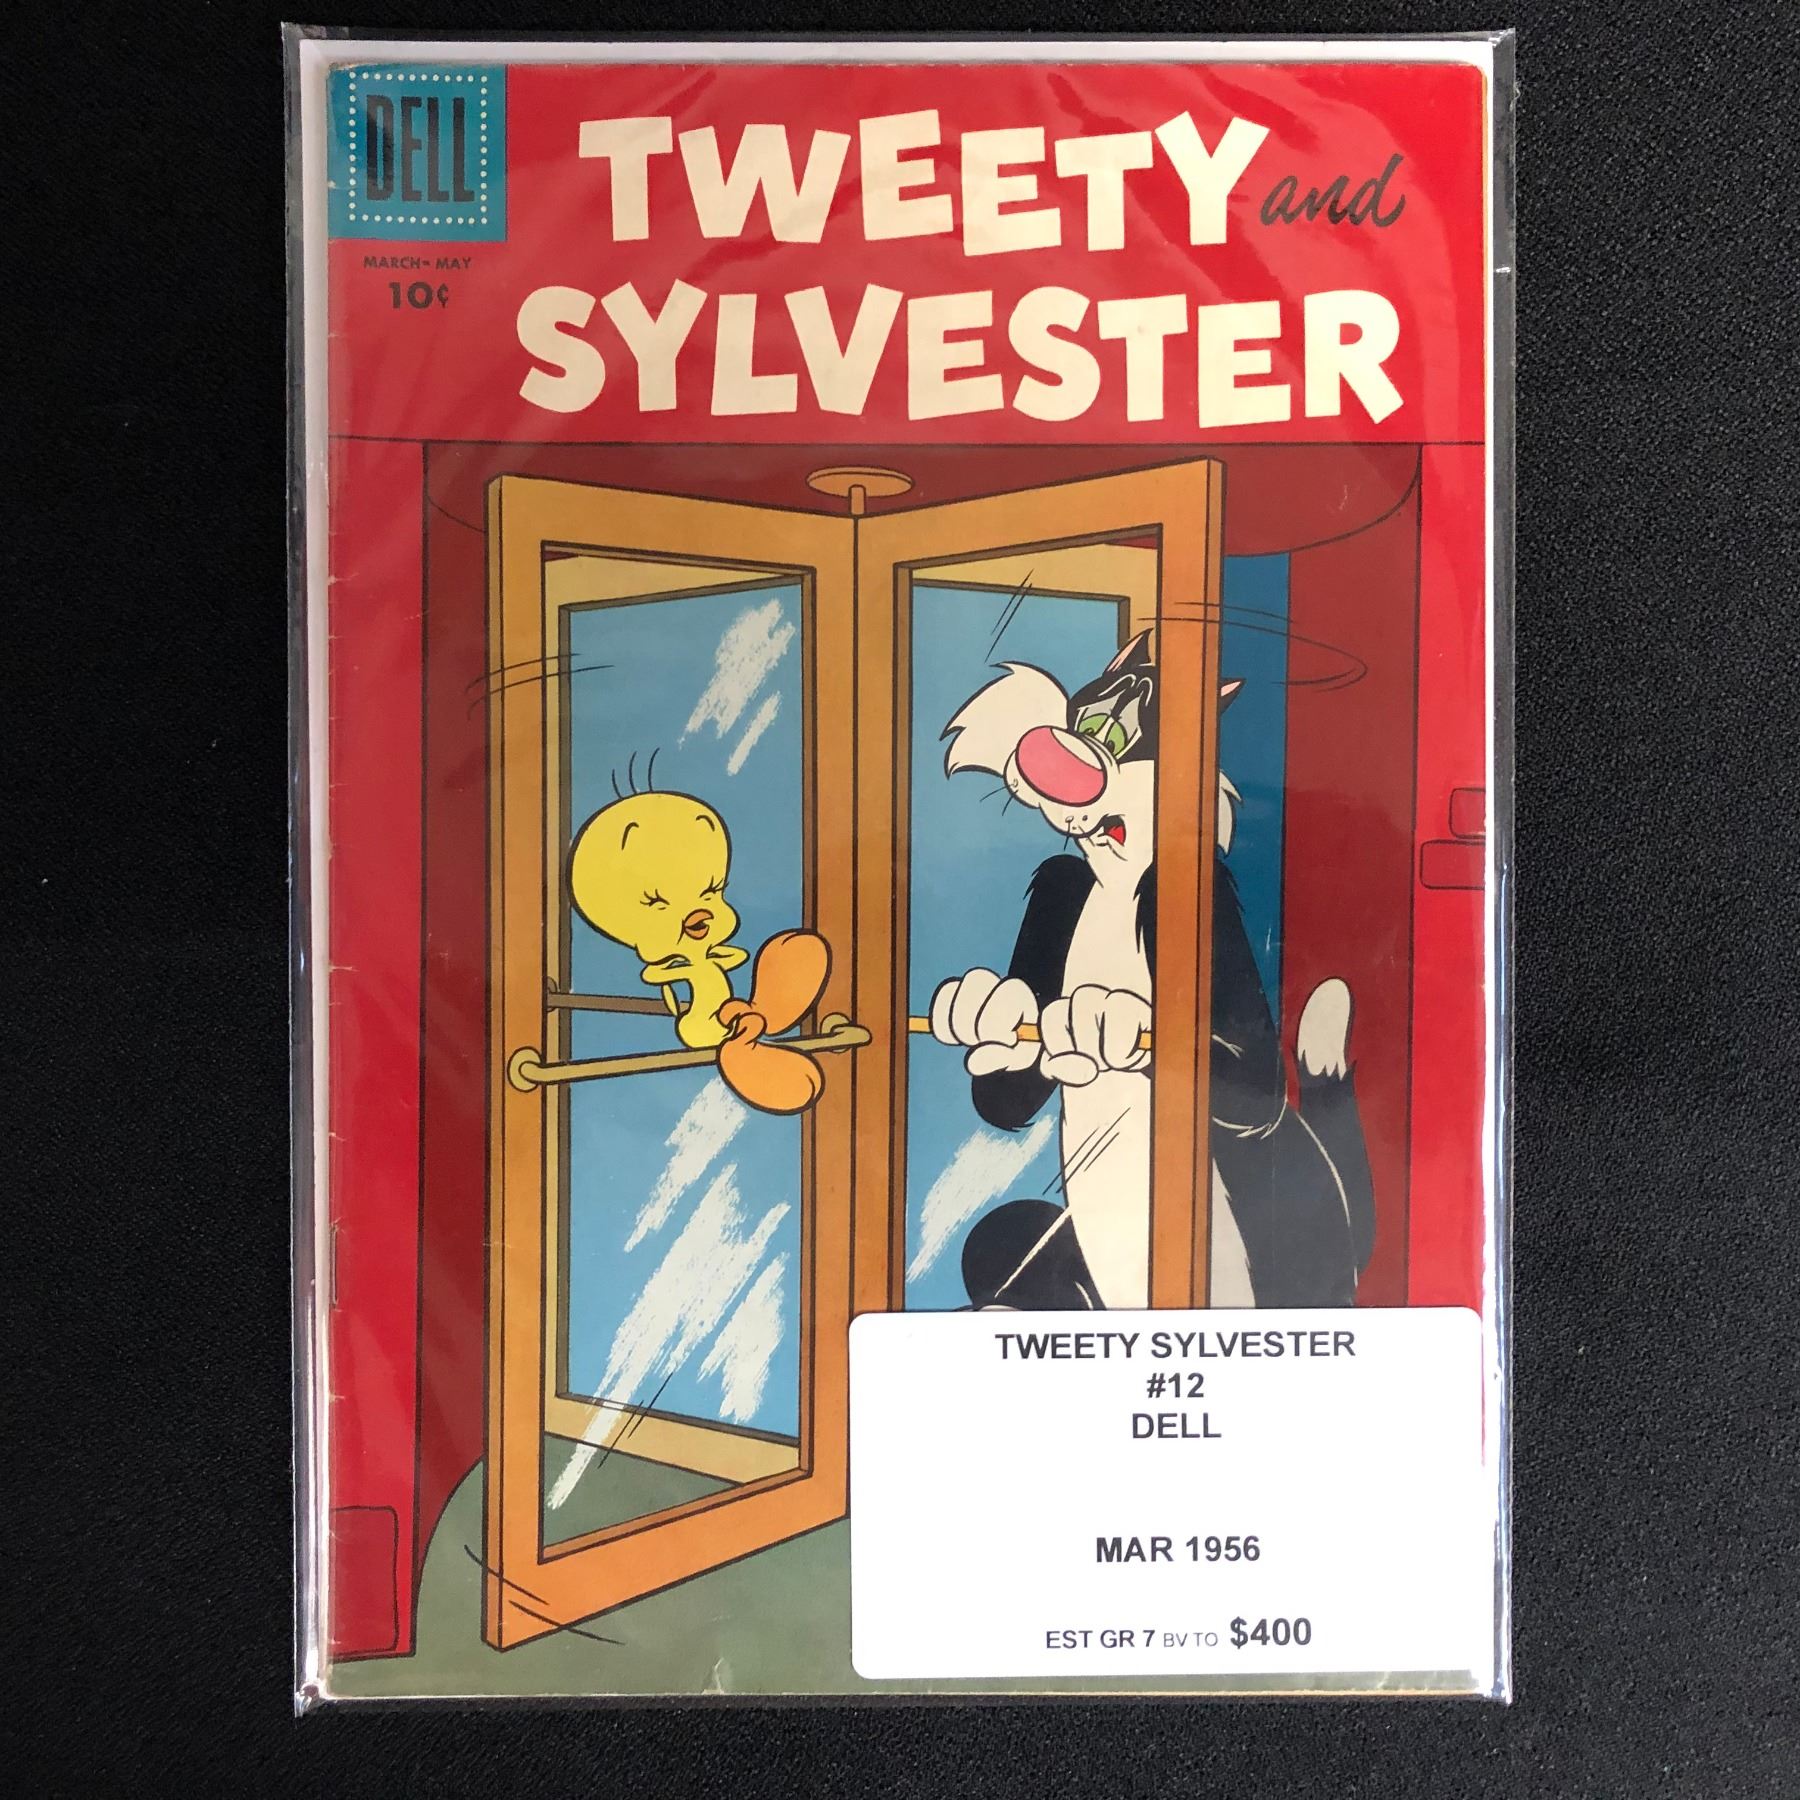 DELL
TWEETY and
SYLVESTER
MARCH-MAY
10¢
TWEETY SYLVESTER
#12
DELL
MAR 1956
EST GR 7 BV TO $400